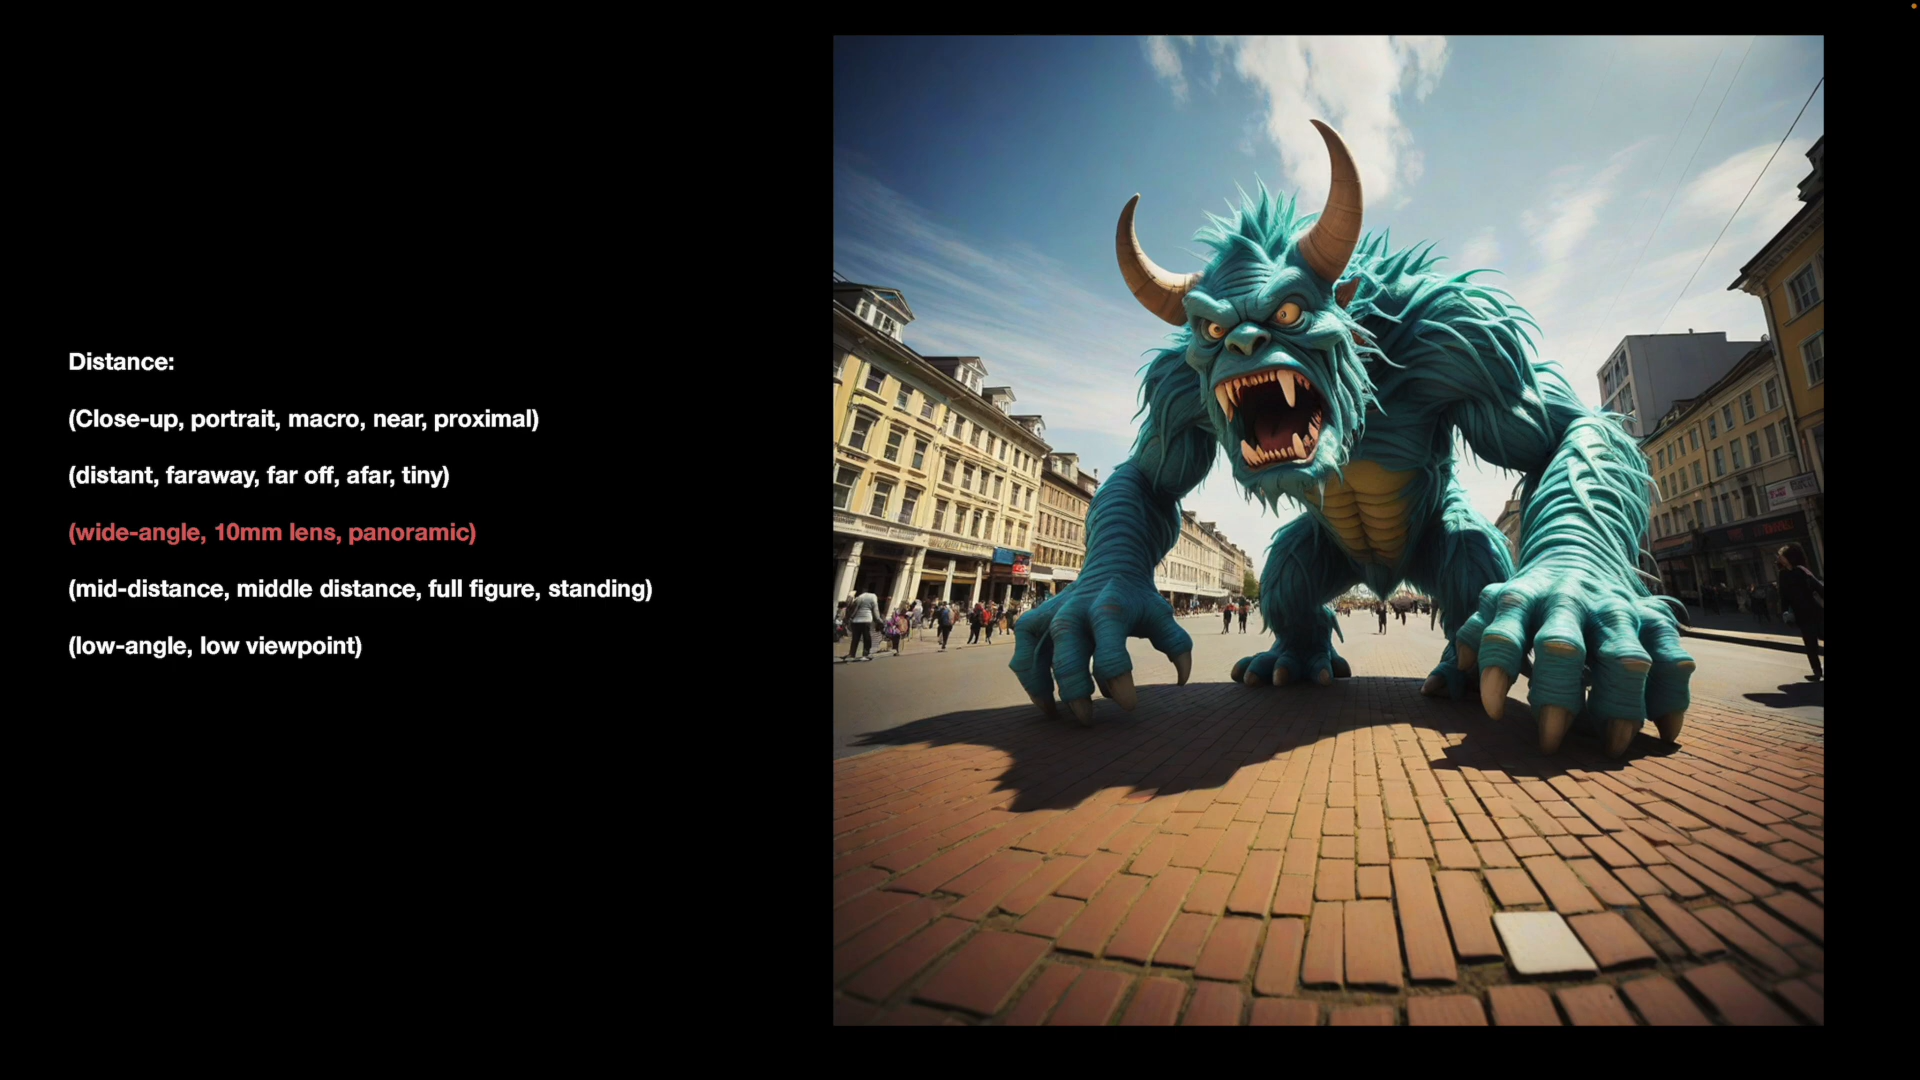 Distance:
(Close-up, portrait, macro, near, proximal)
(distant, faraway, far off, afar, tiny)
(wide-angle, 10mm lens, panoramic)
(mid-distance, middle distance, full figure, standing)
(low-angle, low viewpoint)